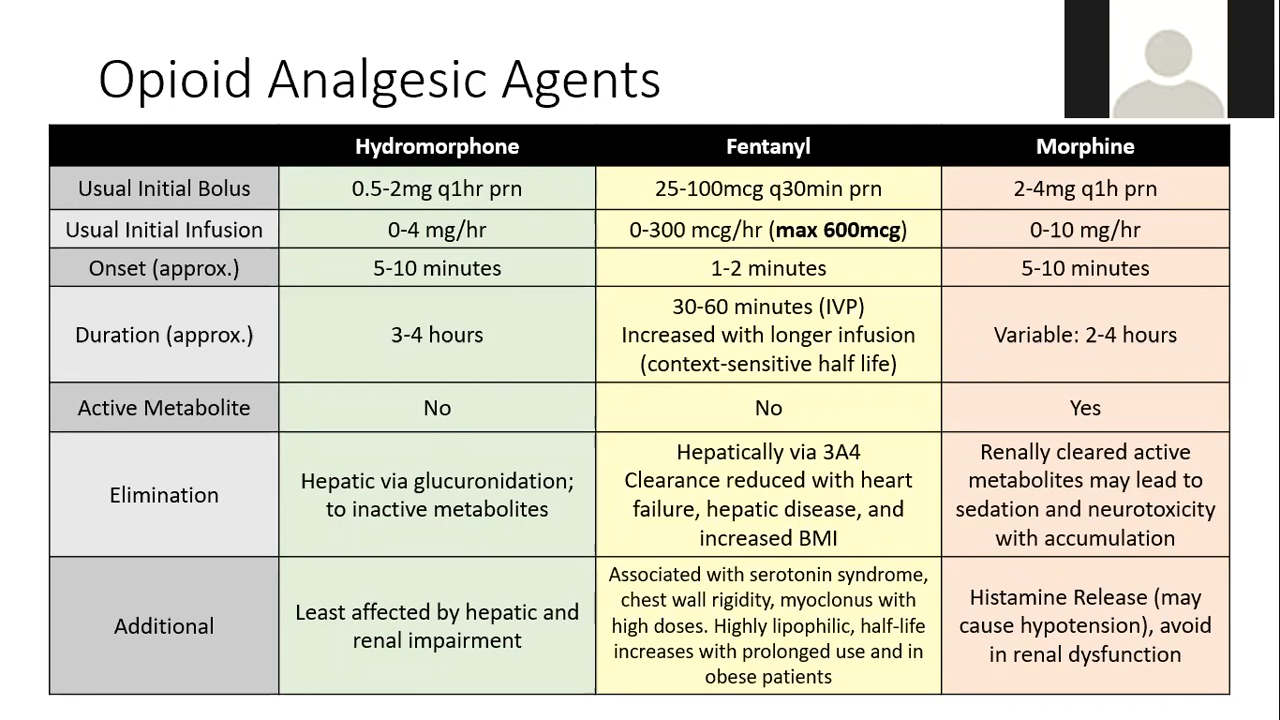 Opioid Analgesic Agents
Hydromorphone Fentanyl Morphine
Usual Initial Bolus 0.5-2mg q1hr prn 25-100mcg q30min prn 2-4mg q1h prn
Usual Initial Infusion 0-4 mg/hr 0-300 mcg/hr (max 600mcg) 0-10 mg/hr
Onset (approx.) 5-10 minutes 1-2 minutes 5-10 minutes
Duration (approx.)
3-4 hours
30-60 minutes (IVP)
Increased with longer infusion
(context-sensitive half life)
Variable: 2-4 hours
Active Metabolite No No Yes
Elimination
Hepatic via glucuronidation;
to inactive metabolites
Hepatically via 3A4
Clearance reduced with heart
failure, hepatic disease, and
increased BMI
Renally cleared active
metabolites may lead to
sedation and neurotoxicity
with accumulation
Additional
Least affected by hepatic and
renal impairment
Associated with serotonin syndrome,
chest wall rigidity, myoclonus with
high doses. Highly lipophilic, half-life
increases with prolonged use and in
obese patients
Histamine Release (may
cause hypotension), avoid
in renal dysfunction